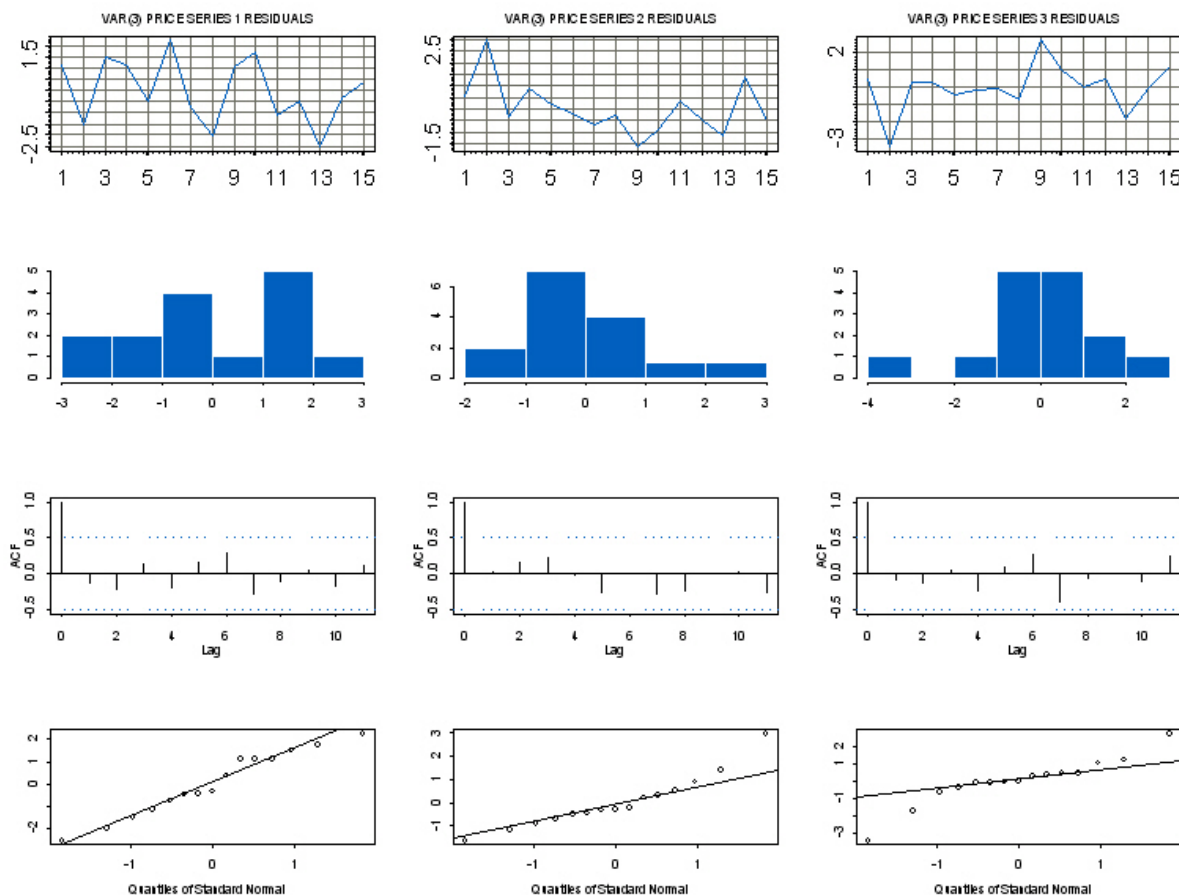 VAR(3) PRICE SERIES 1 RESIDUALS
VAR(3) PRICE SERIES 2 RESIDUALS
VAR(3) PRICE SERIES 3 RESIDUALS
1.5
-2.5
1 3 5 7 9 11 13 15
2.5
-1.5
1 3 5 7 9 11 13 15
2
-3
1 3 5 7 9 11 13 15
5
4
3
2
1
0
-3 -2 -1 0 1 2 3
6
4
2
0
-2 -1 0 1 2 3
5
4
3
2
1
0
-4 -2 0 2
ACF
1.0
0.5
0.0
-0.5
0 2 4 6 8 10
Lag
ACF
1.0
0.5
0.0
-0.5
0 2 4 6 8 10
Lag
ACF
1.0
0.5
0.0
-0.5
0 2 4 6 8 10
Lag
2
1
0
-2
-1 0 1
Quantiles of Standard Normal
3
2
1
0
-1
-1 0 1
Quantiles of Standard Normal
2
1
-1
-3
-1 0 1
Quantiles of Standard Normal